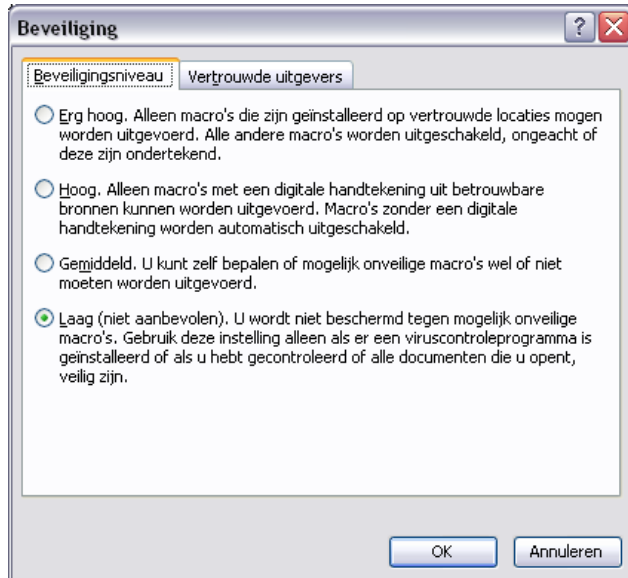 Beveiliging
Beveiligingsniveau
Vertrouwde uitgevers
Erg hoog. Alleen macro's die zijn geïnstalleerd op vertrouwde locaties mogen
worden uitgevoerd. Alle andere macro's worden uitgeschakeld, ongeacht of
deze zijn ondertekend.
Hoog. Alleen macro's met een digitale handtekening uit betrouwbare
bronnen kunnen worden uitgevoerd. Macro's zonder een digitale
handtekening worden automatisch uitgeschakeld.
Gemiddeld. U kunt zelf bepalen of mogelijk onveilige macro's wel of niet
moeten worden uitgevoerd.
Laag (niet aanbevolen). U wordt niet beschermd tegen mogelijk onveilige
macro's. Gebruik deze instelling alleen als er een viruscontroleprogramma is
geïnstalleerd of als u hebt gecontroleerd of alle documenten die u opent,
veilig zijn.
OK
Annuleren